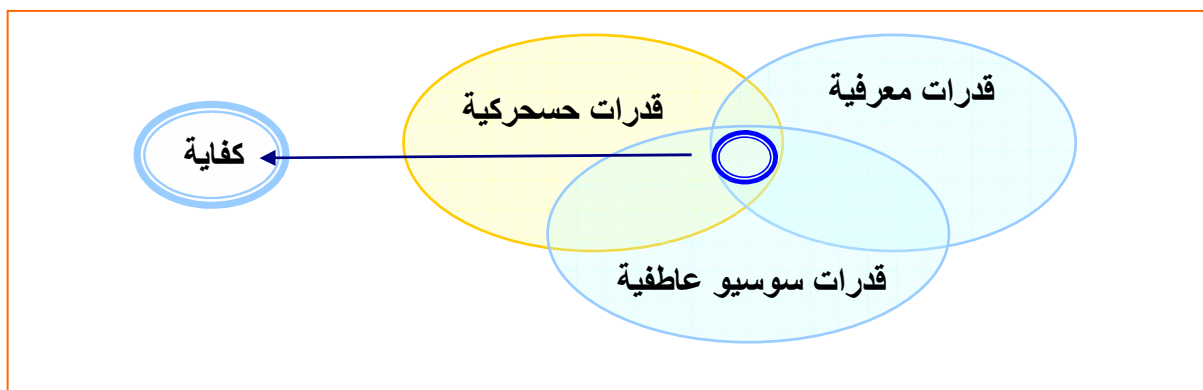 قدرات معرفية
قدرات حسحركية
كفاية
قدرات سوسيو عاطفية